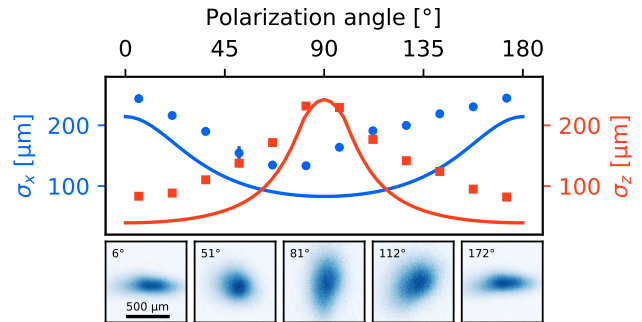 Polarization angle [°]
0 45 90 135 180
σx [µm]
200
100
200
100
σz [µm]
6° 51° 81° 112° 172°
500 µm